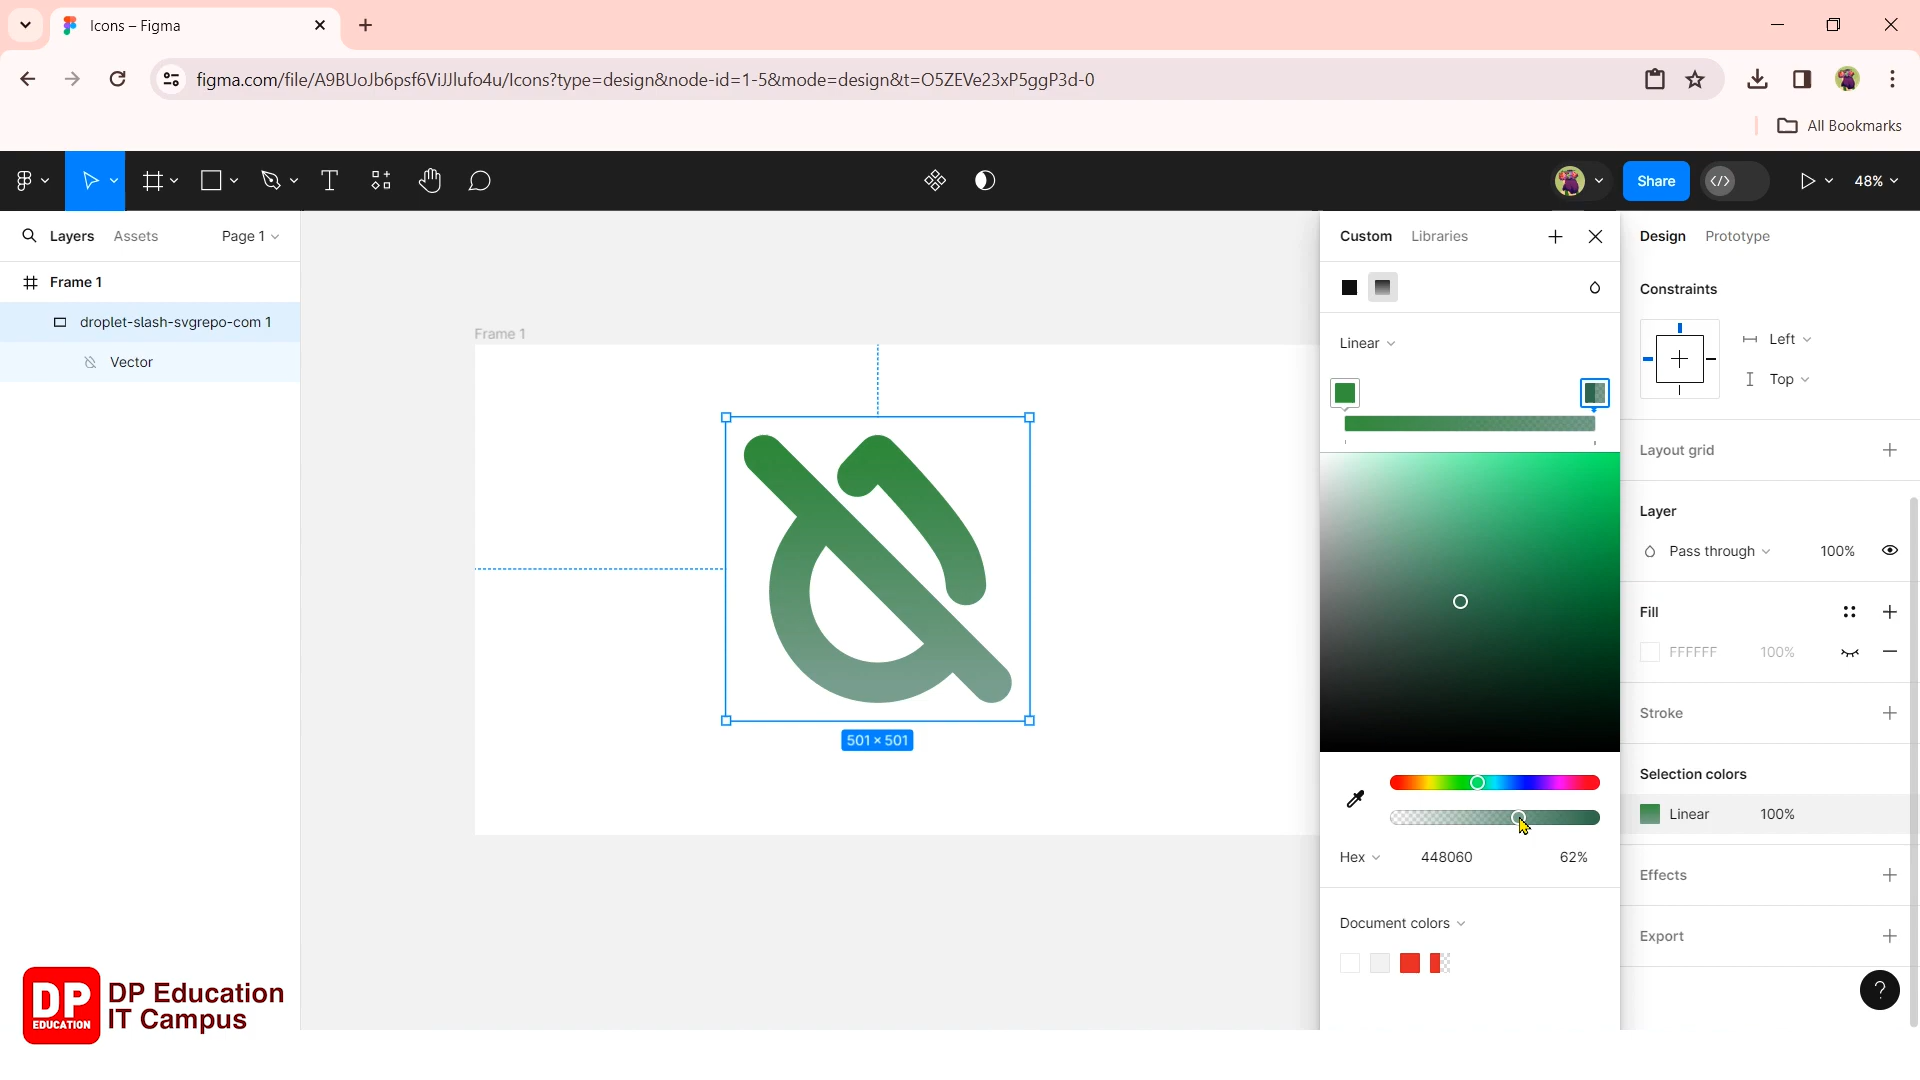 Icons – Figma
figma.com/file/A9BUoJb6psf6ViJJlufo4u/Icons?type=design&node-id=1-5&mode=design&t=O5ZEVe23xP5ggP3d-0
All Bookmarks
Share
48%
Layers
Assets
Page 1
Custom
Libraries
Design
Prototype
Frame 1
droplet-slash-svgrepo-com 1
Vector
Frame 1
501 × 501
Linear
Hex
448060
62%
Document colors
Constraints
Left
Top
Layout grid
Layer
Pass through
100%
Fill
FFFFFF
100%
Stroke
Selection colors
Linear
100%
Effects
Export
?
DP
EDUCATION
DP Education
IT Campus